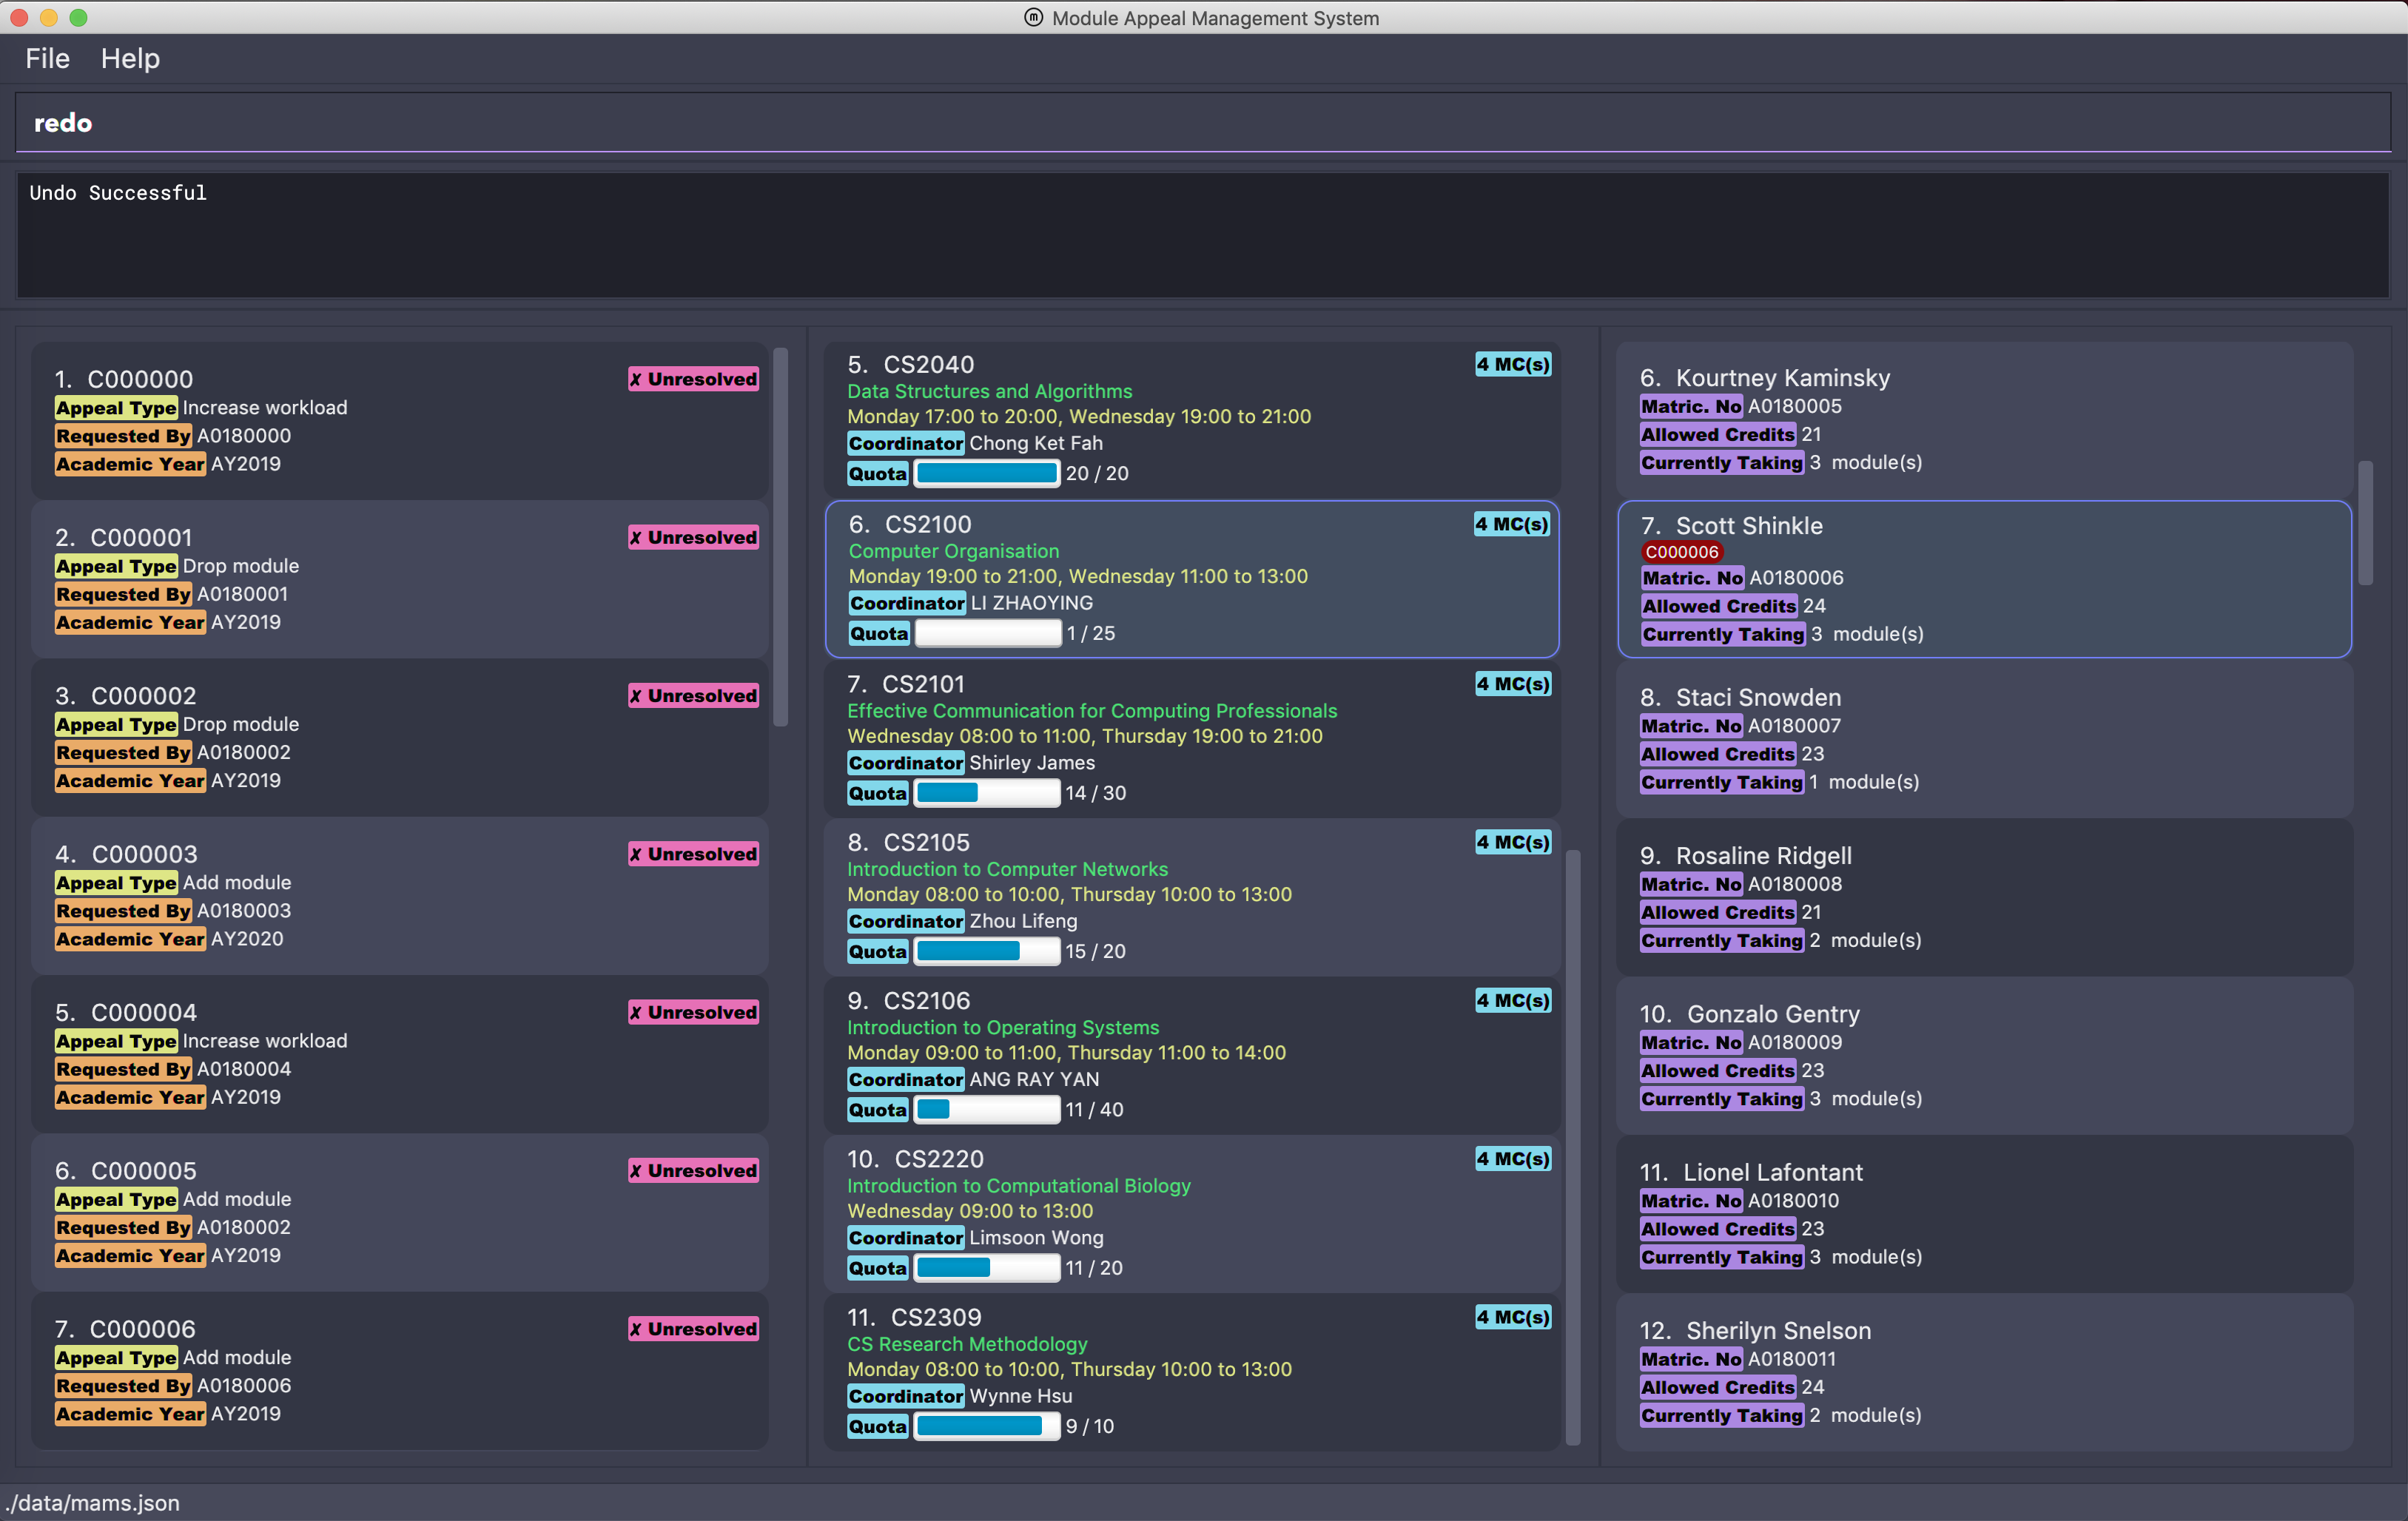 ⓜ Module Appeal Management System
File Help
redo
Undo Successful
1. C000000
✗ Unresolved
Appeal Type Increase workload
Requested By A0180000
Academic Year AY2019
2. C000001
✗ Unresolved
Appeal Type Drop module
Requested By A0180001
Academic Year AY2019
3. C000002
✗ Unresolved
Appeal Type Drop module
Requested By A0180002
Academic Year AY2019
4. C000003
✗ Unresolved
Appeal Type Add module
Requested By A0180003
Academic Year AY2020
5. C000004
✗ Unresolved
Appeal Type Increase workload
Requested By A0180004
Academic Year AY2019
6. C000005
✗ Unresolved
Appeal Type Add module
Requested By A0180002
Academic Year AY2019
7. C000006
✗ Unresolved
Appeal Type Add module
Requested By A0180006
Academic Year AY2019
5. CS2040
4 MC(s)
Data Structures and Algorithms
Monday 17:00 to 20:00, Wednesday 19:00 to 21:00
Coordinator Chong Ket Fah
Quota 20 / 20
6. CS2100
4 MC(s)
Computer Organisation
Monday 19:00 to 21:00, Wednesday 11:00 to 13:00
Coordinator LI ZHAOYING
Quota 1 / 25
7. CS2101
4 MC(s)
Effective Communication for Computing Professionals
Wednesday 08:00 to 11:00, Thursday 19:00 to 21:00
Coordinator Shirley James
Quota 14 / 30
8. CS2105
4 MC(s)
Introduction to Computer Networks
Monday 08:00 to 10:00, Thursday 10:00 to 13:00
Coordinator Zhou Lifeng
Quota 15 / 20
9. CS2106
4 MC(s)
Introduction to Operating Systems
Monday 09:00 to 11:00, Thursday 11:00 to 14:00
Coordinator ANG RAY YAN
Quota 11 / 40
10. CS2220
4 MC(s)
Introduction to Computational Biology
Wednesday 09:00 to 13:00
Coordinator Limsoon Wong
Quota 11 / 20
11. CS2309
4 MC(s)
CS Research Methodology
Monday 08:00 to 10:00, Thursday 10:00 to 13:00
Coordinator Wynne Hsu
Quota 9 / 10
6. Kourtney Kaminsky
Matric. No A0180005
Allowed Credits 21
Currently Taking 3 module(s)
7. Scott Shinkle
C000006
Matric. No A0180006
Allowed Credits 24
Currently Taking 3 module(s)
8. Staci Snowden
Matric. No A0180007
Allowed Credits 23
Currently Taking 1 module(s)
9. Rosaline Ridgell
Matric. No A0180008
Allowed Credits 21
Currently Taking 2 module(s)
10. Gonzalo Gentry
Matric. No A0180009
Allowed Credits 23
Currently Taking 3 module(s)
11. Lionel Lafontant
Matric. No A0180010
Allowed Credits 23
Currently Taking 3 module(s)
12. Sherilyn Snelson
Matric. No A0180011
Allowed Credits 24
Currently Taking 2 module(s)
./data/mams.json